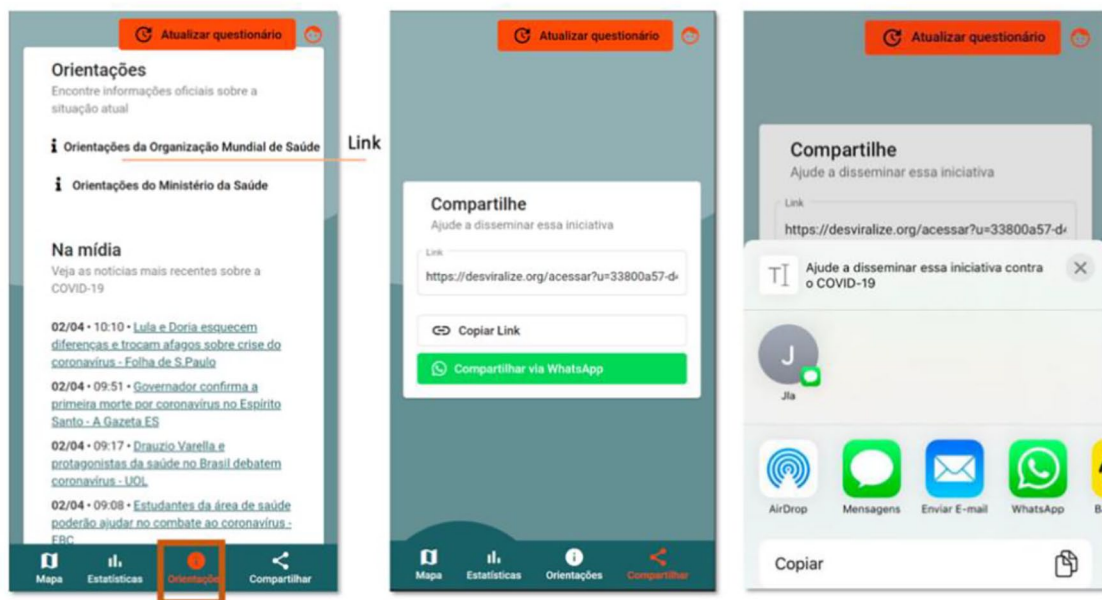 Atualizar questionário
Orientações
Encontre informações oficiais sobre a
situação atual
Orientações da Organização Mundial de Saúde
Orientações do Ministério da Saúde
Na mídia
Veja as notícias mais recentes sobre a
COVID-19
02/04 • 10:10 • Lula e Doria esquecem
diferenças e trocam afagos sobre crise do
coronavírus - Folha de S.Paulo
02/04 • 09:51 • Governador confirma a
primeira morte por coronavírus no Espírito
Santo - A Gazeta ES
02/04 • 09:17 • Drauzio Varella e
protagonistas da saúde no Brasil debatem
coronavírus - UOL
02/04 • 09:08 • Estudantes da área de saúde
poderão ajudar no combate ao coronavírus -
EBC
Mapa
Estatísticas
Orientações
Compartilhar
Link
Atualizar questionário
Compartilhe
Ajude a disseminar essa iniciativa
Link
https://desviralize.org/acessar?u=33800a57-d4
Copiar Link
Compartilhar via WhatsApp
Mapa
Estatísticas
Orientações
Compartilhar
Atualizar questionário
Compartilhe
Ajude a disseminar essa iniciativa
Link
https://desviralize.org/acessar?u=33800a57-d4
Ajude a disseminar essa iniciativa contra
o COVID-19
J
Jla
AirDrop
Mensagens
Enviar E-mail
WhatsApp
B
Copiar